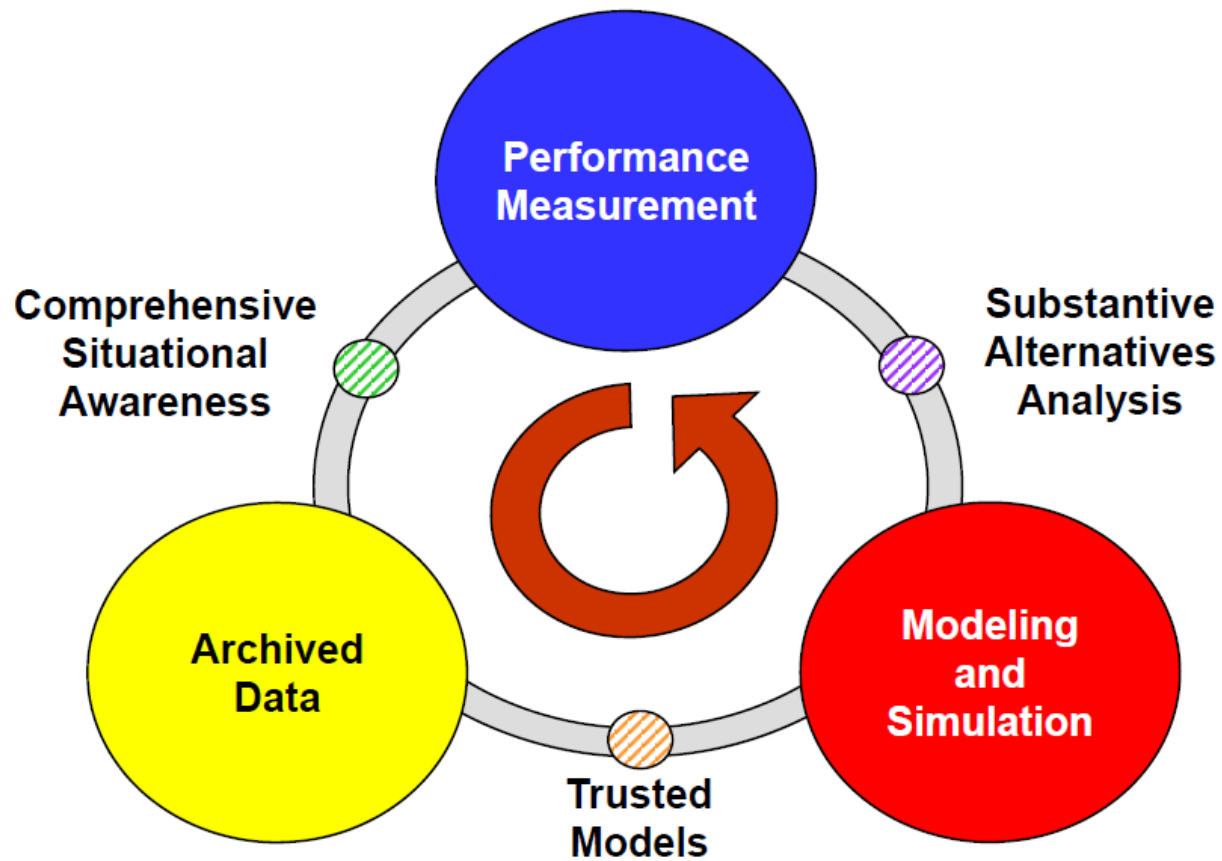 Performance
Measurement
Comprehensive
Situational
Awareness
Substantive
Alternatives
Analysis
Archived
Data
Modeling
and
Simulation
Trusted
Models